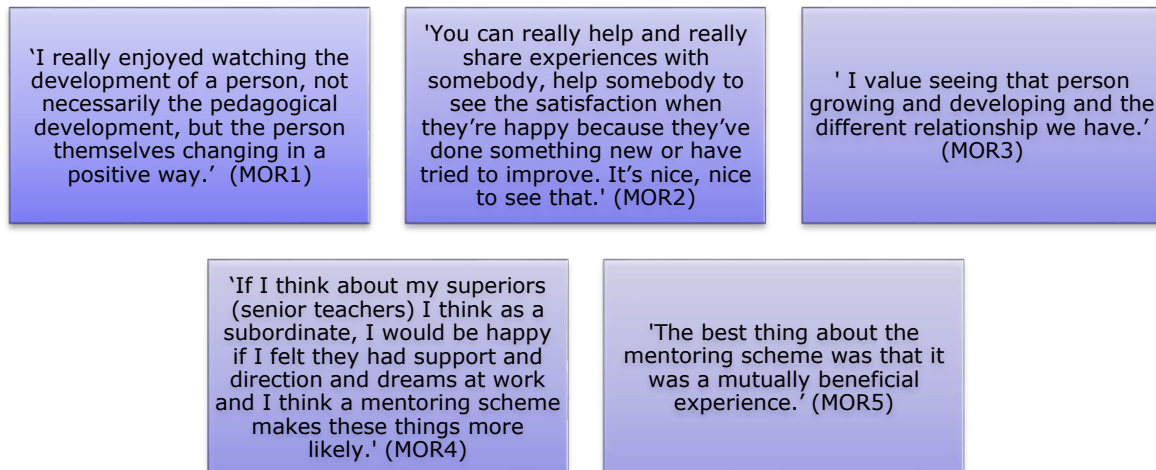 ‘I really enjoyed watching the
development of a person, not
necessarily the pedagogical
development, but the person
themselves changing in a
positive way.’ (MOR1)
'You can really help and really
share experiences with
somebody, help somebody to
see the satisfaction when
they’re happy because they’ve
done something new or have
tried to improve. It’s nice, nice
to see that.' (MOR2)
' I value seeing that person
growing and developing and the
different relationship we have.’
(MOR3)
‘If I think about my superiors
(senior teachers) I think as a
subordinate, I would be happy
if I felt they had support and
direction and dreams at work
and I think a mentoring scheme
makes these things more
likely.' (MOR4)
'The best thing about the
mentoring scheme was that it
was a mutually beneficial
experience.’ (MOR5)